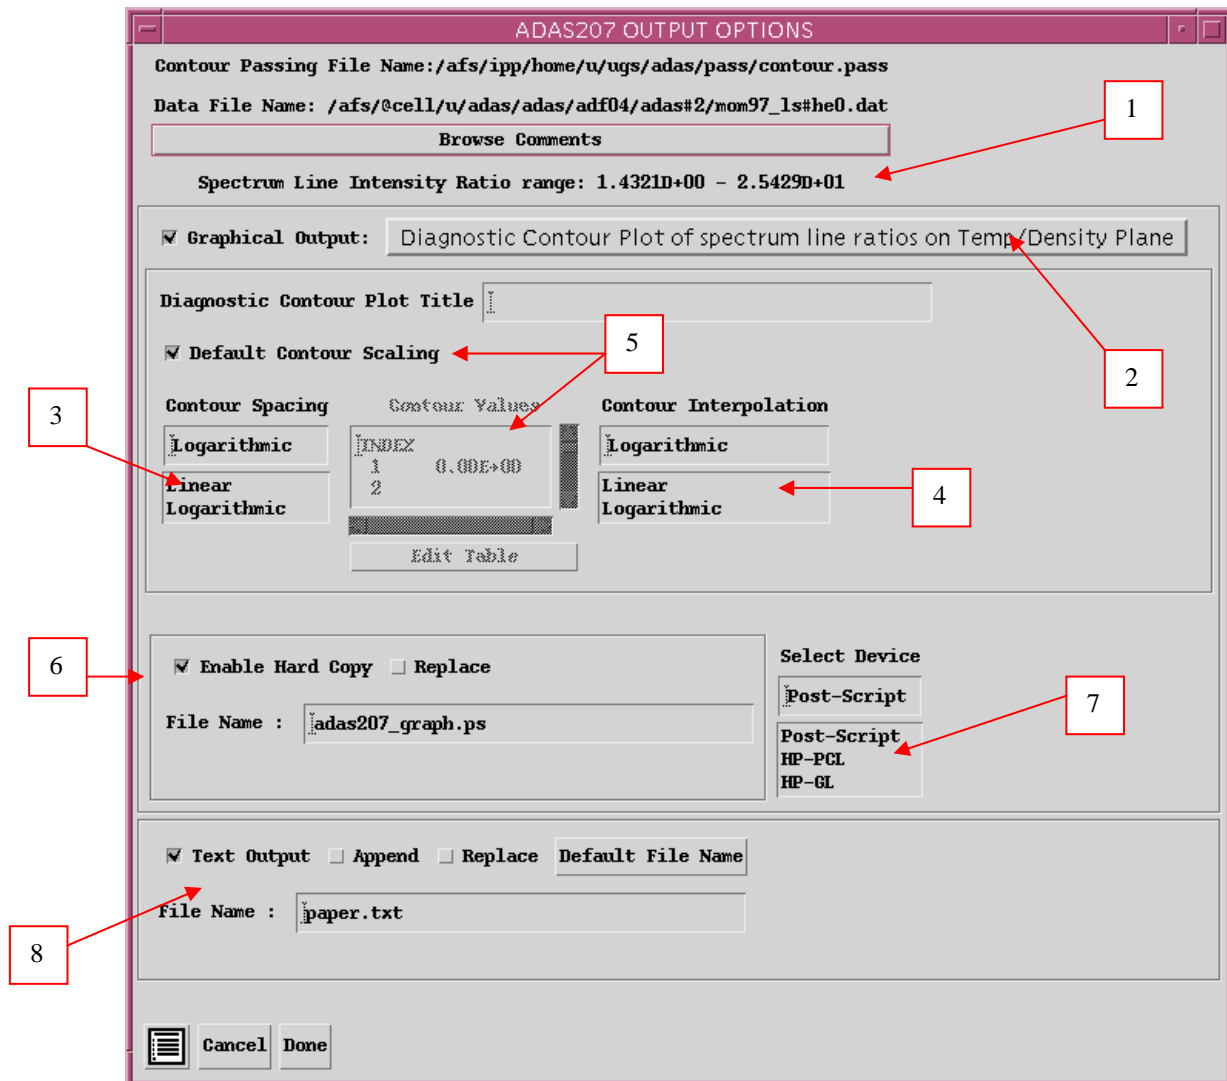 ADAS207 OUTPUT OPTIONS
Contour Passing File Name:/afs/ipp/home/u/ugs/adas/pass/contour.pass
Data File Name: /afs/@cell/u/adas/adas/adf04/adas#2/mom97_ls#he0.dat
1
Browse Comments
Spectrum Line Intensity Ratio range: 1.4321D+00 - 2.5429D+01
Graphical Output: Diagnostic Contour Plot of spectrum line ratios on Temp/Density Plane
Diagnostic Contour Plot Title
5
Default Contour Scaling
2
3
Contour Spacing
Logarithmic
Linear
Logarithmic
Contour Values
INDEX
1 0.00E+00
2
Edit Table
Contour Interpolation
Logarithmic
Linear
Logarithmic
4
6
Enable Hard Copy Replace
File Name : adas207_graph.ps
Select Device
Post-Script
Post-Script
HP-PCL
HP-GL
7
Text Output Append Replace Default File Name
File Name : paper.txt
8
Cancel Done